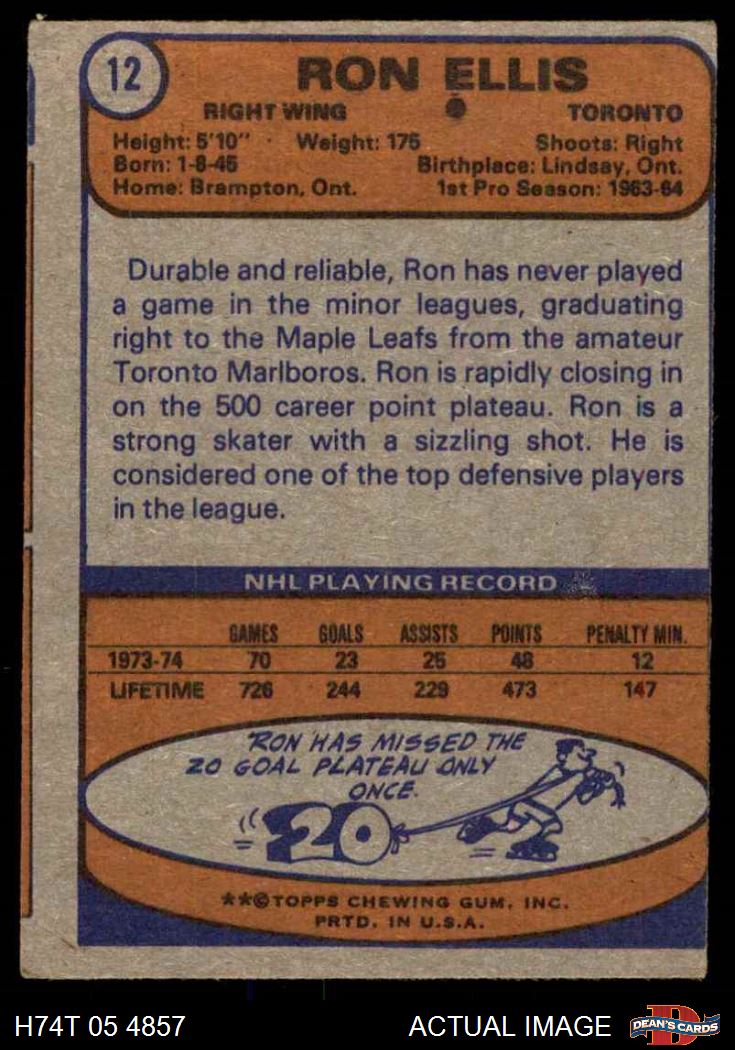 12
RON ELLIS
RIGHT WING TORONTO
Height: 5'10" Weight: 175 Shoots: Right
Born: 1-8-45 Birthplace: Lindsay, Ont.
Home: Brampton, Ont. 1st Pro Season: 1963-64
Durable and reliable, Ron has never played
a game in the minor leagues, graduating
right to the Maple Leafs from the amateur
Toronto Marlboros. Ron is rapidly closing in
on the 500 career point plateau. Ron is a
strong skater with a sizzling shot. He is
considered one of the top defensive players
in the league.
NHL PLAYING RECORD
GAMES GOALS ASSISTS POINTS PENALTY MIN.
1973-74 70 23 25 48 12
LIFETIME 726 244 229 473 147
RON HAS MISSED THE
20 GOAL PLATEAU ONLY
ONCE.
20
**©TOPPS CHEWING GUM, INC.
PRTD. IN U.S.A.
H74T 05 4857 ACTUAL IMAGE D DEAN'S CARDS